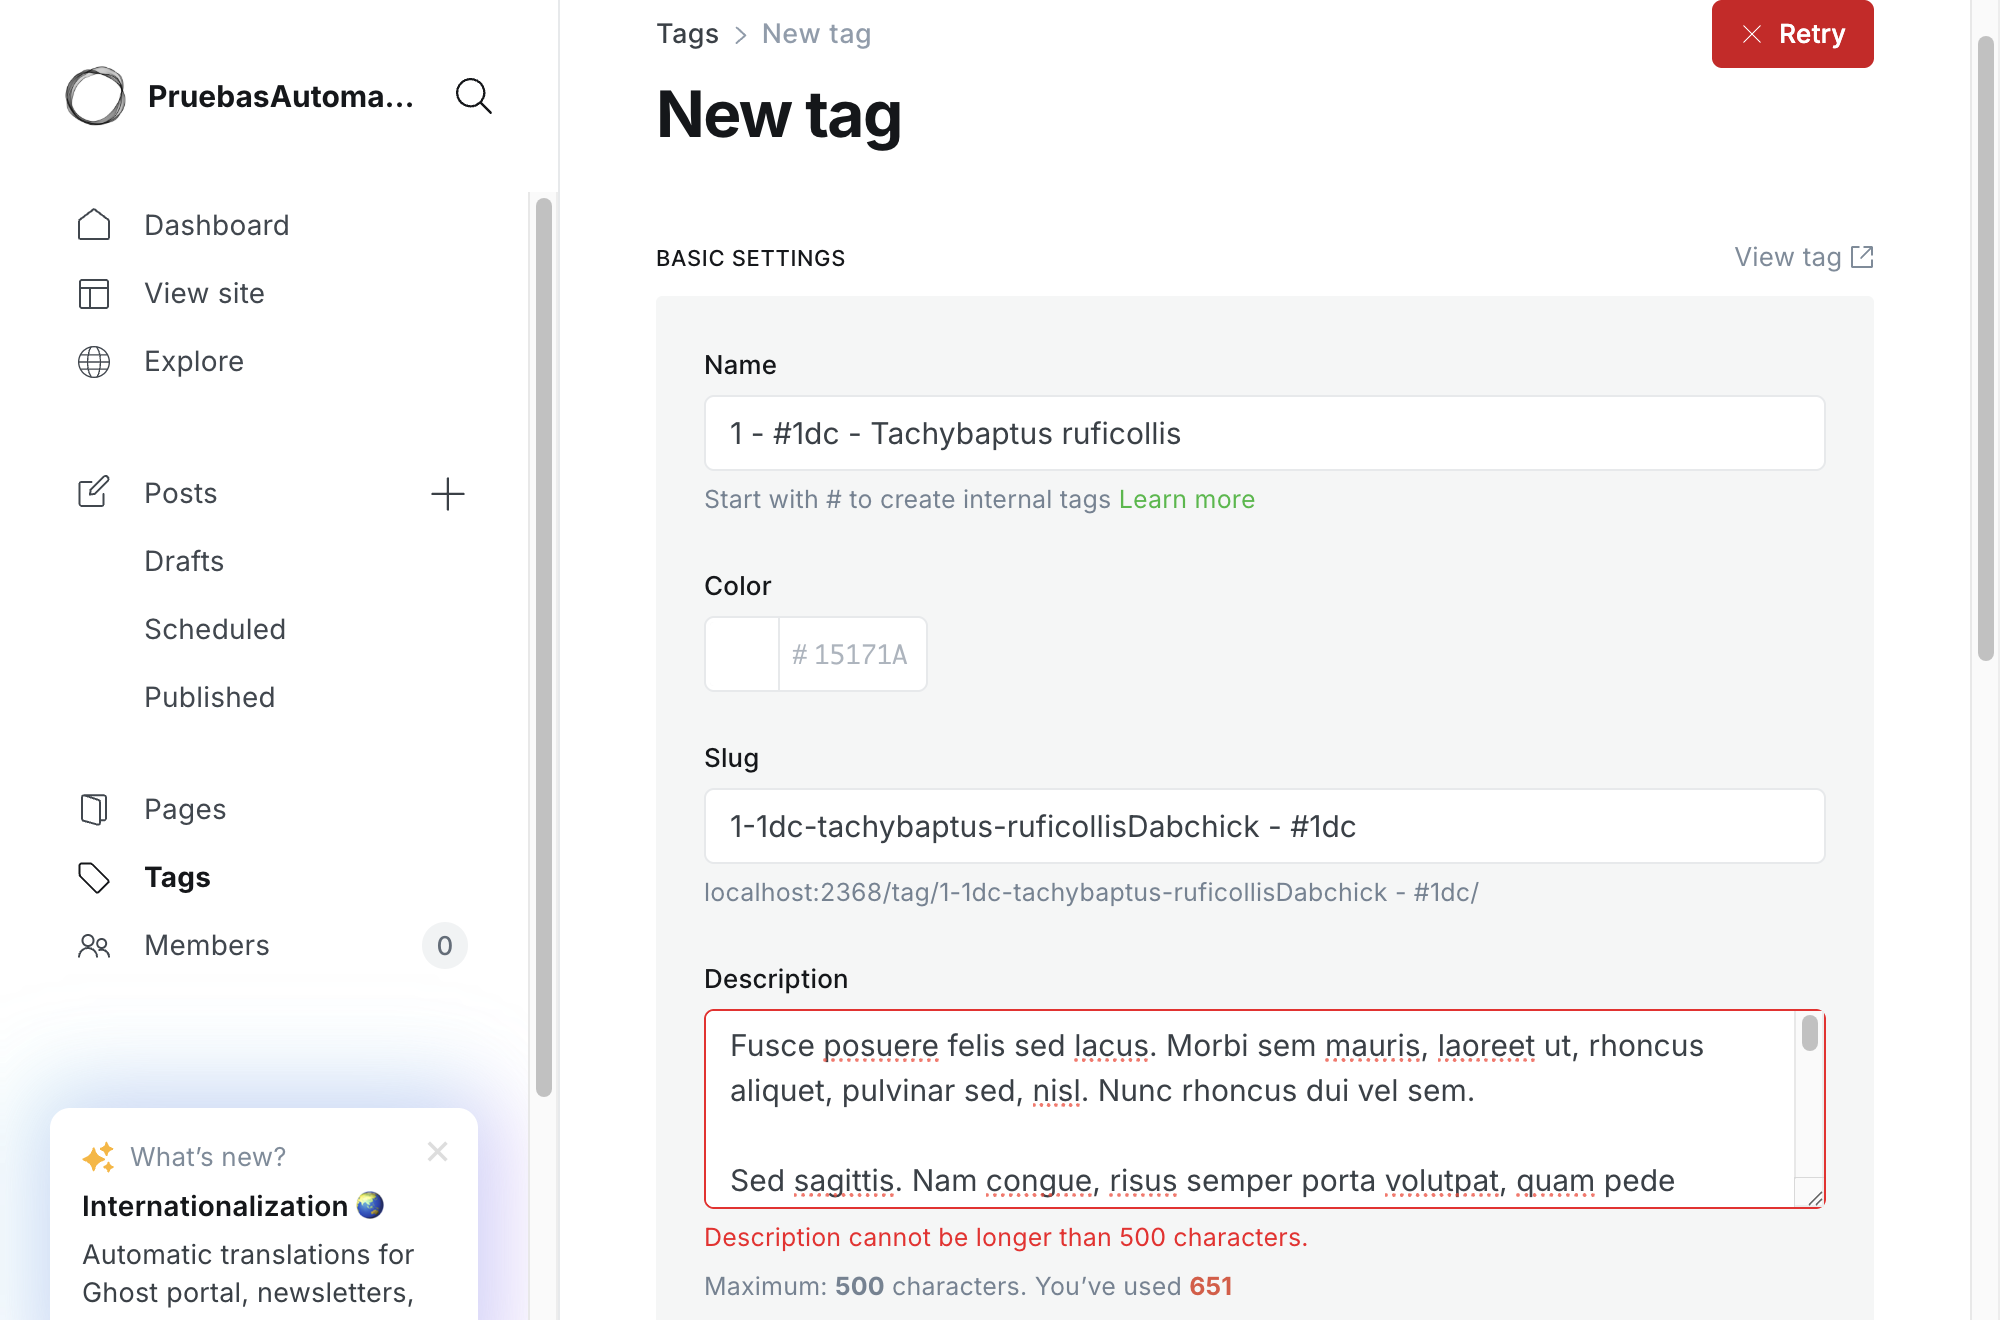 PruebasAutoma...
Dashboard
View site
Explore
Posts
Drafts
Scheduled
Published
Pages
Tags
Members
0
What's new?
Internationalization
Automatic translations for
Ghost portal, newsletters,
Tags > New tag
Retry
New tag
BASIC SETTINGS
View tag
Name
1 - #1dc - Tachybaptus ruficollis
Start with # to create internal tags Learn more
Color
# 15171A
Slug
1-1dc-tachybaptus-ruficollisDabchick - #1dc
localhost:2368/tag/1-1dc-tachybaptus-ruficollisDabchick - #1dc/
Description
Fusce posuere felis sed lacus. Morbi sem mauris, laoreet ut, rhoncus
aliquet, pulvinar sed, nisl. Nunc rhoncus dui vel sem.
Sed sagittis. Nam congue, risus semper porta volutpat, quam pede
Description cannot be longer than 500 characters.
Maximum: 500 characters. You've used 651